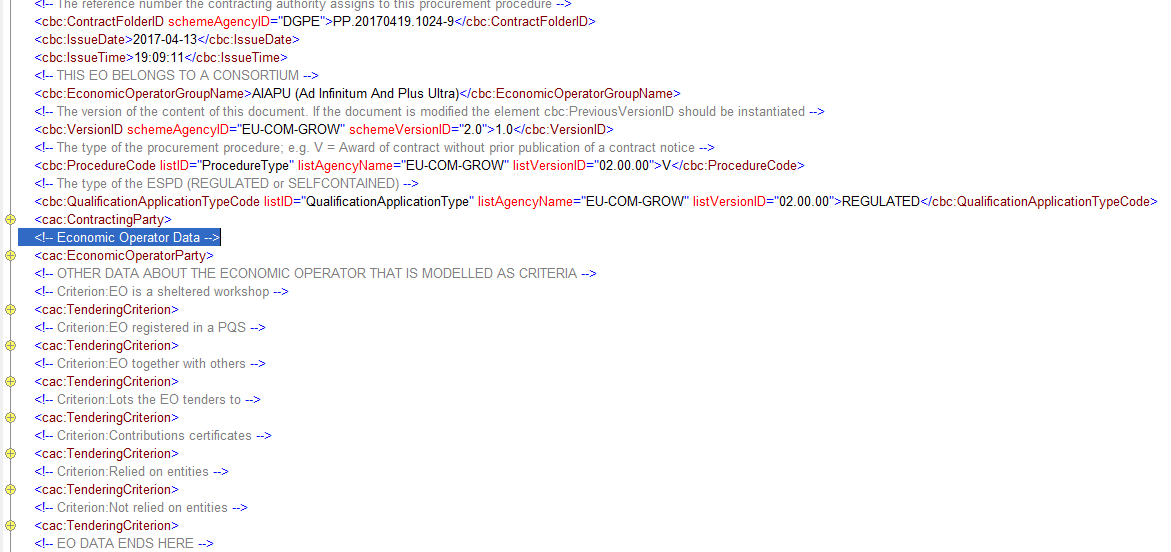 <!-- The reference number the contracting authority assigns to this procurement procedure -->
<cbc:ContractFolderID schemeAgencyID="DGPE">PP.20170419.1024-9</cbc:ContractFolderID>
<cbc:IssueDate>2017-04-13</cbc:IssueDate>
<cbc:IssueTime>19:09:11</cbc:IssueTime>
<!-- THIS EO BELONGS TO A CONSORTIUM -->
<cbc:EconomicOperatorGroupName>AIAPU (Ad Infinitum And Plus Ultra)</cbc:EconomicOperatorGroupName>
<!-- The version of the content of this document. If the document is modified the element cbc:PreviousVersionID should be instantiated -->
<cbc:VersionID schemeAgencyID="EU-COM-GROW" schemeVersionID="2.0">1.0</cbc:VersionID>
<!-- The type of the procurement procedure; e.g. V = Award of contract without prior publication of a contract notice -->
<cbc:ProcedureCode listID="ProcedureType" listAgencyName="EU-COM-GROW" listVersionID="02.00.00">V</cbc:ProcedureCode>
<!-- The type of the ESPD (REGULATED or SELFCONTAINED) -->
<cbc:QualificationApplicationTypeCode listID="QualificationApplicationType" listAgencyName="EU-COM-GROW" listVersionID="02.00.00">REGULATED</cbc:QualificationApplicationTypeCode>
<cac:ContractingParty>
<!-- Economic Operator Data -->
<cac:EconomicOperatorParty>
<!-- OTHER DATA ABOUT THE ECONOMIC OPERATOR THAT IS MODELLED AS CRITERIA -->
<!-- Criterion:EO is a sheltered workshop -->
<cac:TenderingCriterion>
<!-- Criterion:EO registered in a PQS -->
<cac:TenderingCriterion>
<!-- Criterion:EO together with others -->
<cac:TenderingCriterion>
<!-- Criterion:Lots the EO tenders to -->
<cac:TenderingCriterion>
<!-- Criterion:Contributions certificates -->
<cac:TenderingCriterion>
<!-- Criterion:Relied on entities -->
<cac:TenderingCriterion>
<!-- Criterion:Not relied on entities -->
<cac:TenderingCriterion>
<!-- EO DATA ENDS HERE -->